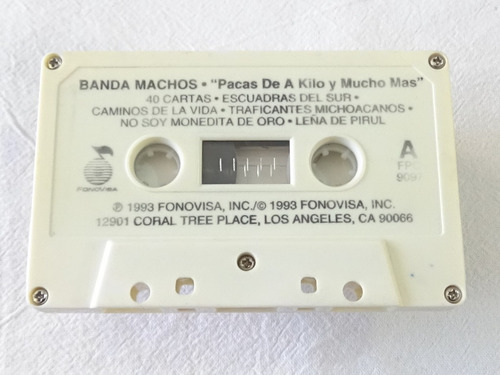 BANDA MACHOS • "Pacas De A Kilo y Mucho Mas"
40 CARTAS • ESCUADRAS DEL SUR •
CAMINOS DE LA VIDA • TRAFICANTES MICHOACANOS •
NO SOY MONEDITA DE ORO • LEÑA DE PIRUL
A
FPC
9097
FONOVISA
℗ 1993 FONOVISA, INC./© 1993 FONOVISA, INC.
12901 CORAL TREE PLACE, LOS ANGELES, CA 90066